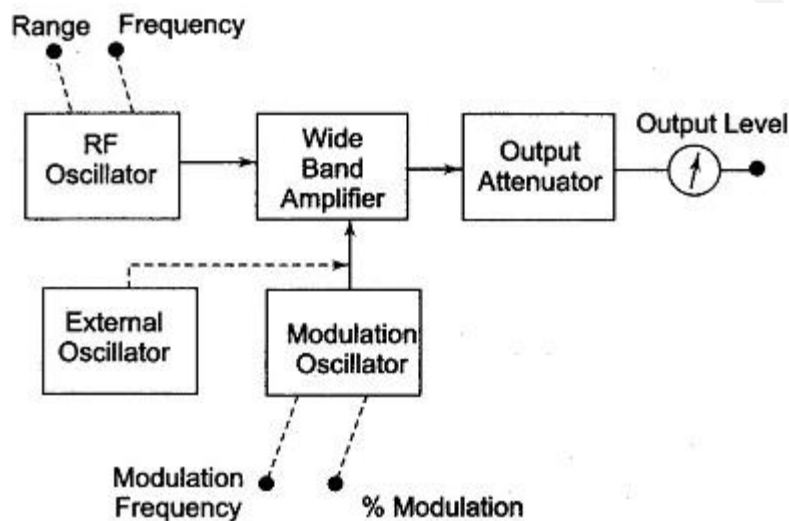 Range
Frequency
RF
Oscillator
Wide
Band
Amplifier
Output
Attenuator
Output Level
External
Oscillator
Modulation
Oscillator
Modulation
Frequency
% Modulation